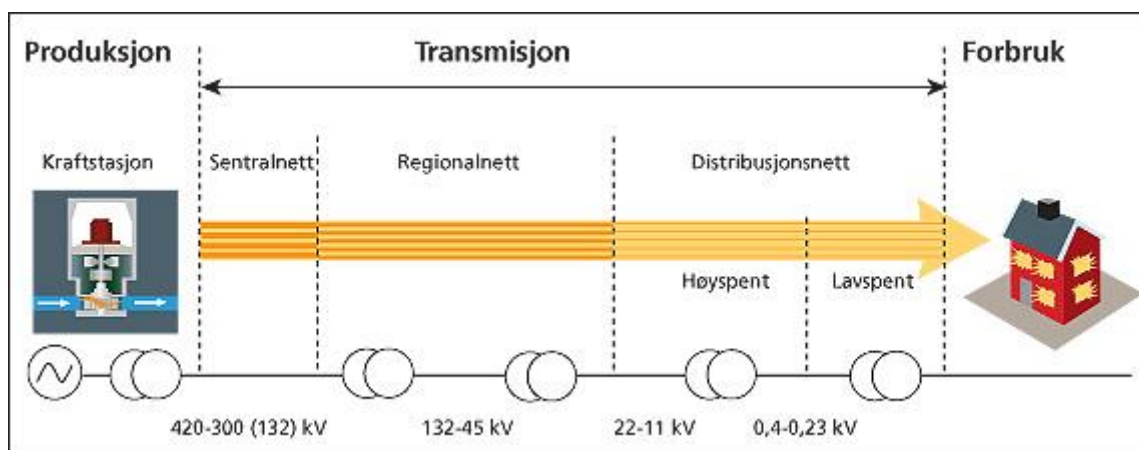 Produksjon
Transmisjon
Forbruk
Kraftstasjon
Sentralnett
Regionalnett
Distribusjonsnett
Høyspent
Lavspent
420-300 (132) kV
132-45 kV
22-11 kV
0,4-0,23 kV